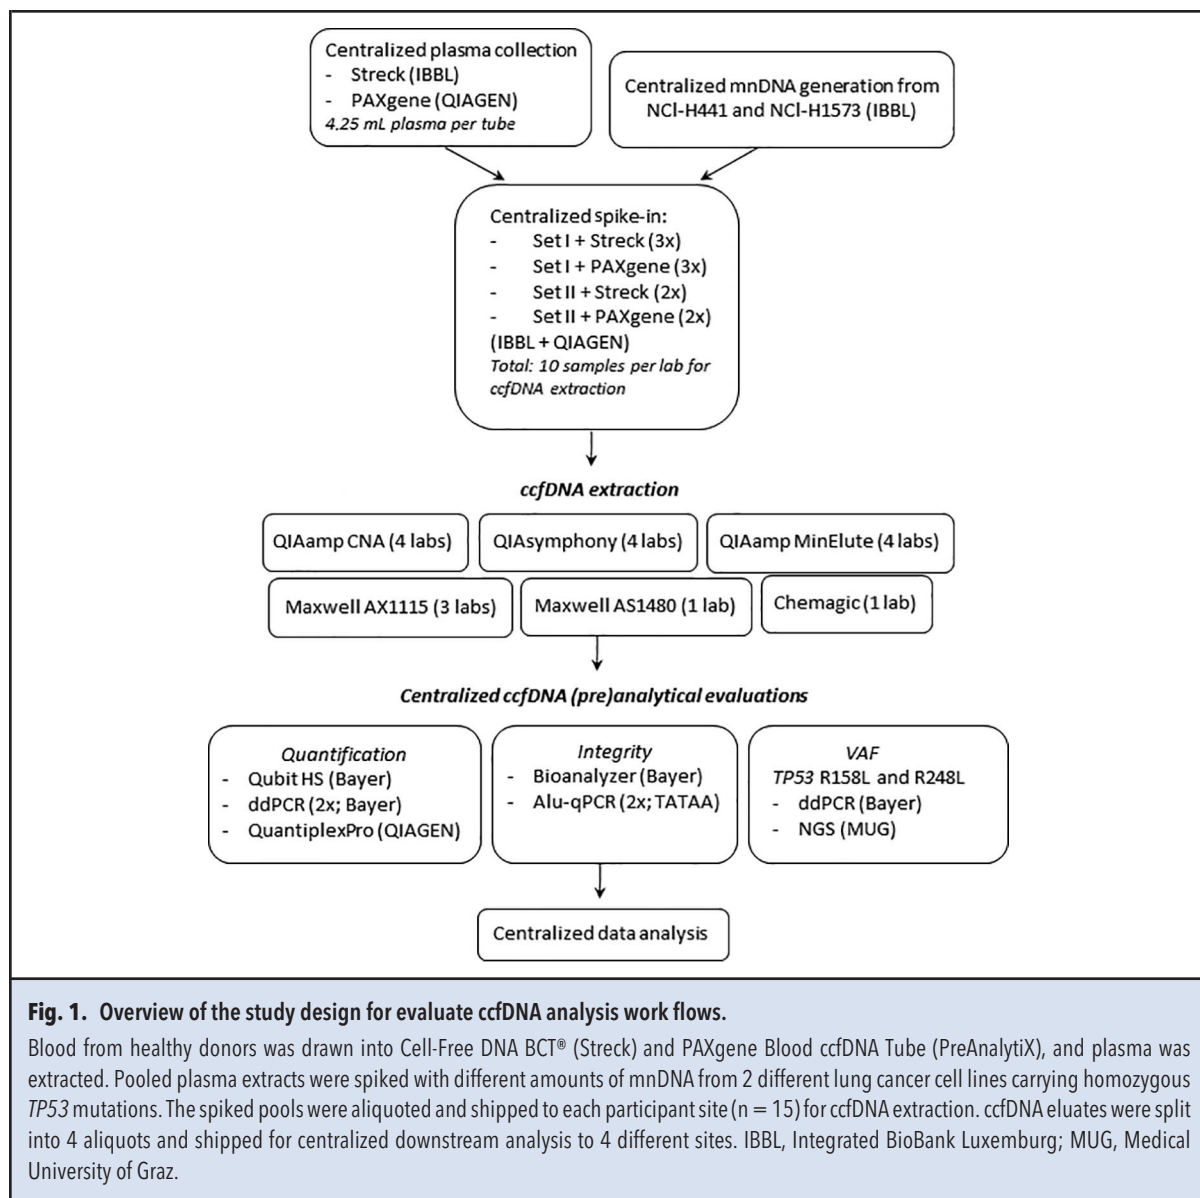 Centralized plasma collection
- Streck (IBBL)
- PAXgene (QIAGEN)
4.25 mL plasma per tube
Centralized mnDNA generation from
NCI-H441 and NCI-H1573 (IBBL)
Centralized spike-in:
- Set I + Streck (3x)
- Set I + PAXgene (3x)
- Set II + Streck (2x)
- Set II + PAXgene (2x)
(IBBL + QIAGEN)
Total: 10 samples per lab for
ccfDNA extraction
ccfDNA extraction
QIAamp CNA (4 labs)
QIAsymphony (4 labs)
QIAamp MinElute (4 labs)
Maxwell AX1115 (3 labs)
Maxwell AS1480 (1 lab)
Chemagic (1 lab)
Centralized ccfDNA (pre)analytical evaluations
Quantification
- Qubit HS (Bayer)
- ddPCR (2x; Bayer)
- QuantiplexPro (QIAGEN)
Integrity
- Bioanalyzer (Bayer)
- Alu-qPCR (2x; TATAA)
VAF
TP53 R158L and R248L
- ddPCR (Bayer)
- NGS (MUG)
Centralized data analysis
Fig. 1. Overview of the study design for evaluate ccfDNA analysis work flows.
Blood from healthy donors was drawn into Cell-Free DNA BCT® (Streck) and PAXgene Blood ccfDNA Tube (PreAnalytiX), and plasma was
extracted. Pooled plasma extracts were spiked with different amounts of mnDNA from 2 different lung cancer cell lines carrying homozygous
TP53 mutations. The spiked pools were aliquoted and shipped to each participant site (n = 15) for ccfDNA extraction. ccfDNA eluates were split
into 4 aliquots and shipped for centralized downstream analysis to 4 different sites. IBBL, Integrated BioBank Luxemburg; MUG, Medical
University of Graz.